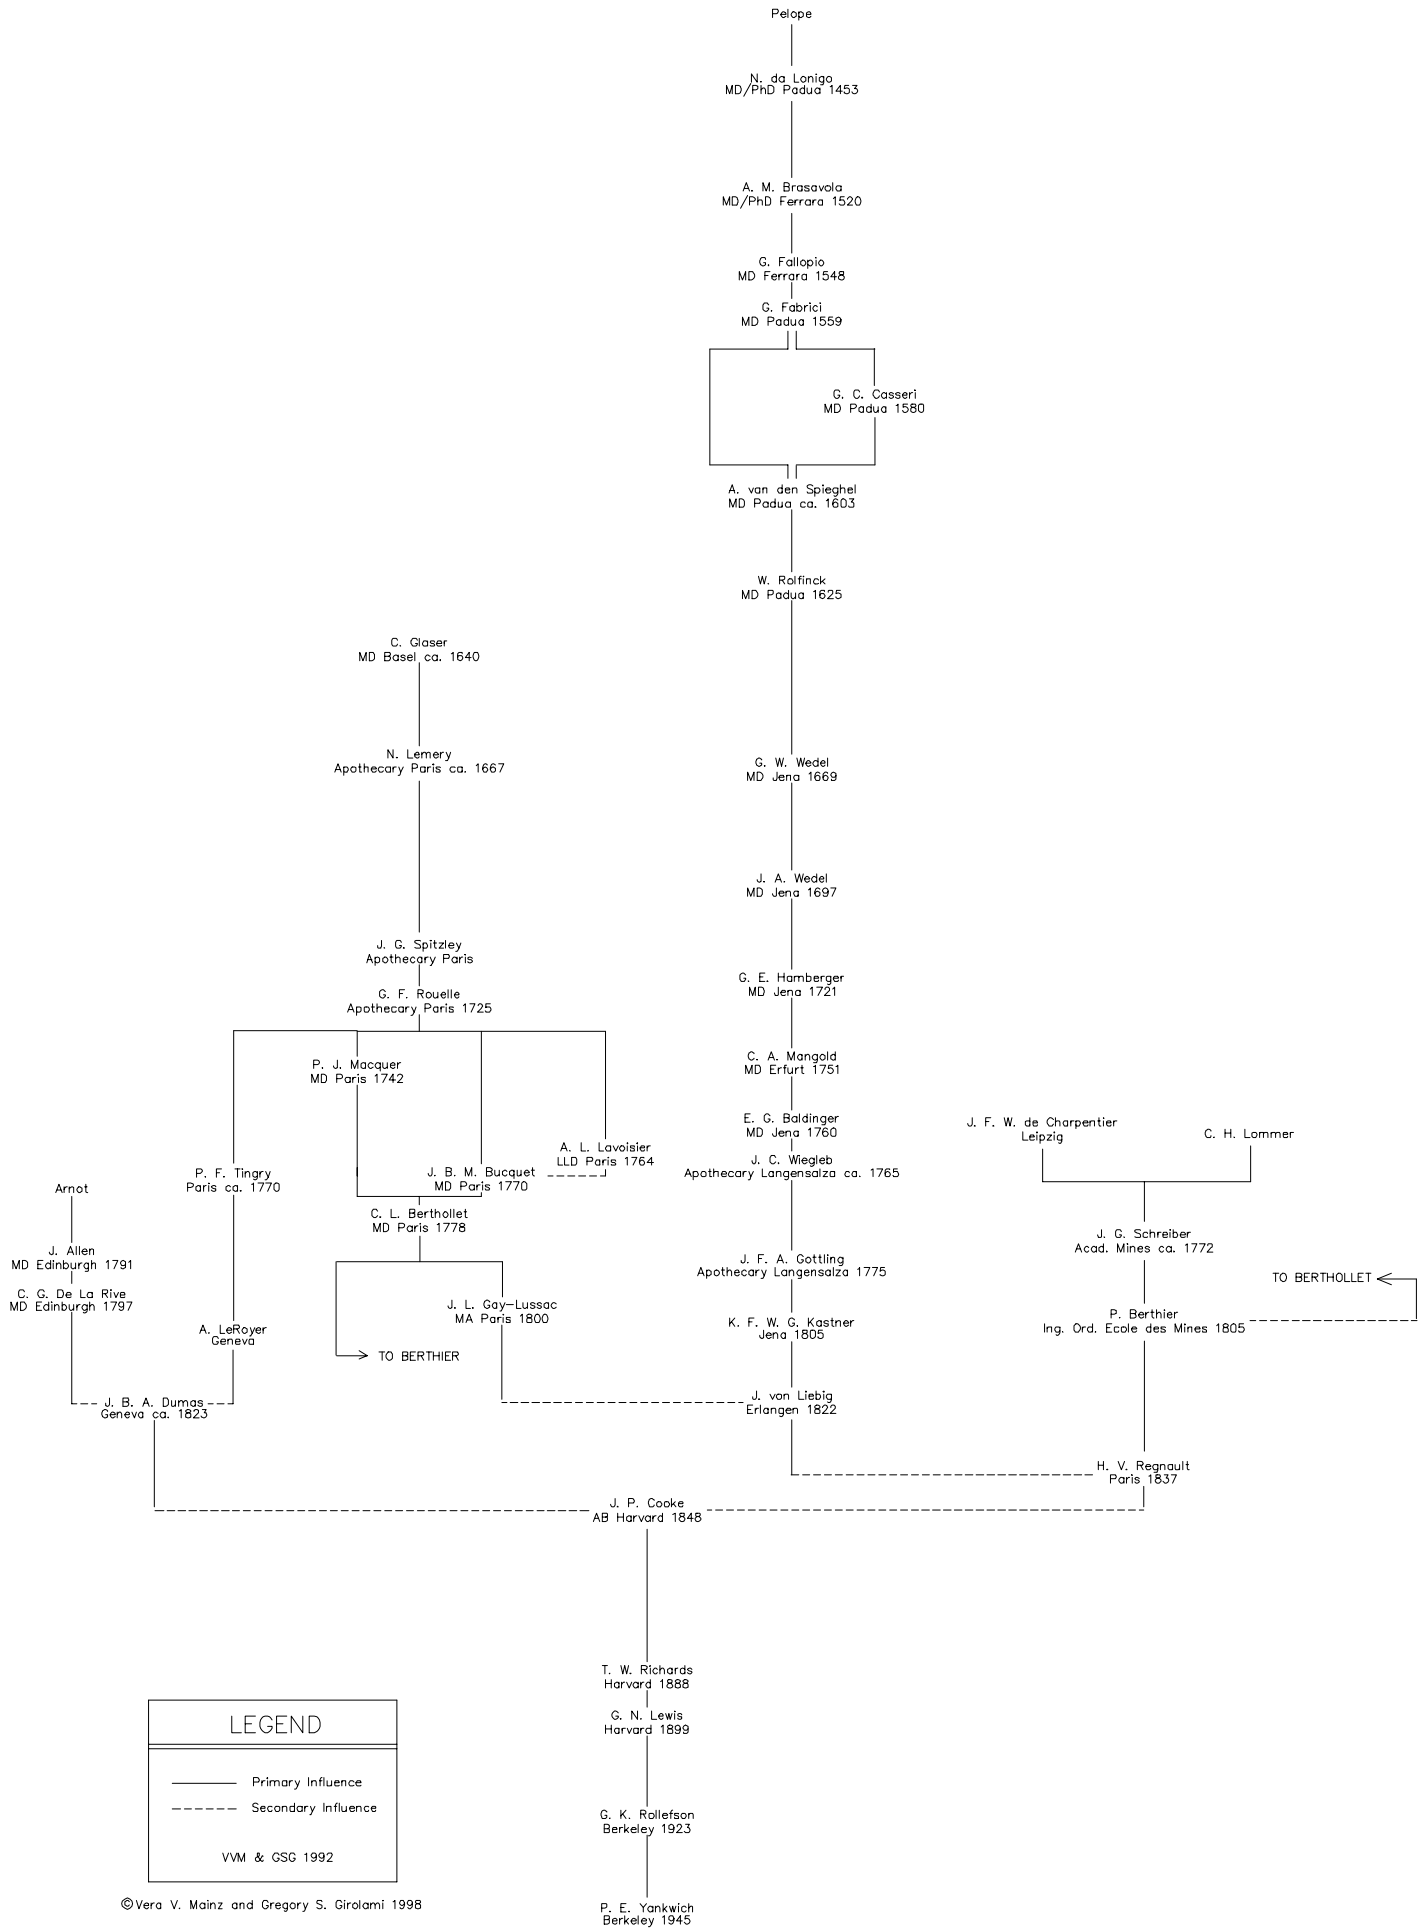 Pelope
N. da Lonigo
MD/PhD Padua 1453
A. M. Brasavola
MD/PhD Ferrara 1520
G. Fallopio
MD Ferrara 1548
G. Fabrici
MD Padua 1559
G. C. Casseri
MD Padua 1580
A. van den Spieghel
MD Padua ca. 1603
W. Rolfinck
MD Padua 1625
C. Glaser
MD Basel ca. 1640
N. Lemery
Apothecary Paris ca. 1667
G. W. Wedel
MD Jena 1669
J. A. Wedel
MD Jena 1697
J. G. Spitzley
Apothecary Paris
G. F. Rouelle
Apothecary Paris 1725
G. E. Hamberger
MD Jena 1721
P. J. Macquer
MD Paris 1742
C. A. Mangold
MD Erfurt 1751
E. G. Baldinger
MD Jena 1760
J. F. W. de Charpentier
Leipzig
C. H. Lommer
A. L. Lavoisier
LLD Paris 1764
J. C. Wiegleb
Apothecary Langensalza ca. 1765
P. F. Tingry
Paris ca. 1770
J. B. M. Bucquet
MD Paris 1770
Arnot
C. L. Berthollet
MD Paris 1778
J. G. Schreiber
Acad. Mines ca. 1772
J. Allen
MD Edinburgh 1791
J. F. A. Gottling
Apothecary Langensalza 1775
TO BERTHOLLET
C. G. De La Rive
MD Edinburgh 1797
J. L. Gay-Lussac
MA Paris 1800
P. Berthier
Ing. Ord. Ecole des Mines 1805
A. LeRoyer
Geneva
K. F. W. G. Kastner
Jena 1805
TO BERTHIER
J. B. A. Dumas
Geneva ca. 1823
J. von Liebig
Erlangen 1822
H. V. Regnault
Paris 1837
J. P. Cooke
AB Harvard 1848
T. W. Richards
Harvard 1888
G. N. Lewis
Harvard 1899
G. K. Rollefson
Berkeley 1923
P. E. Yankwich
Berkeley 1945
LEGEND
Primary Influence
Secondary Influence
VVM & GSG 1992
©Vera V. Mainz and Gregory S. Girolami 1998